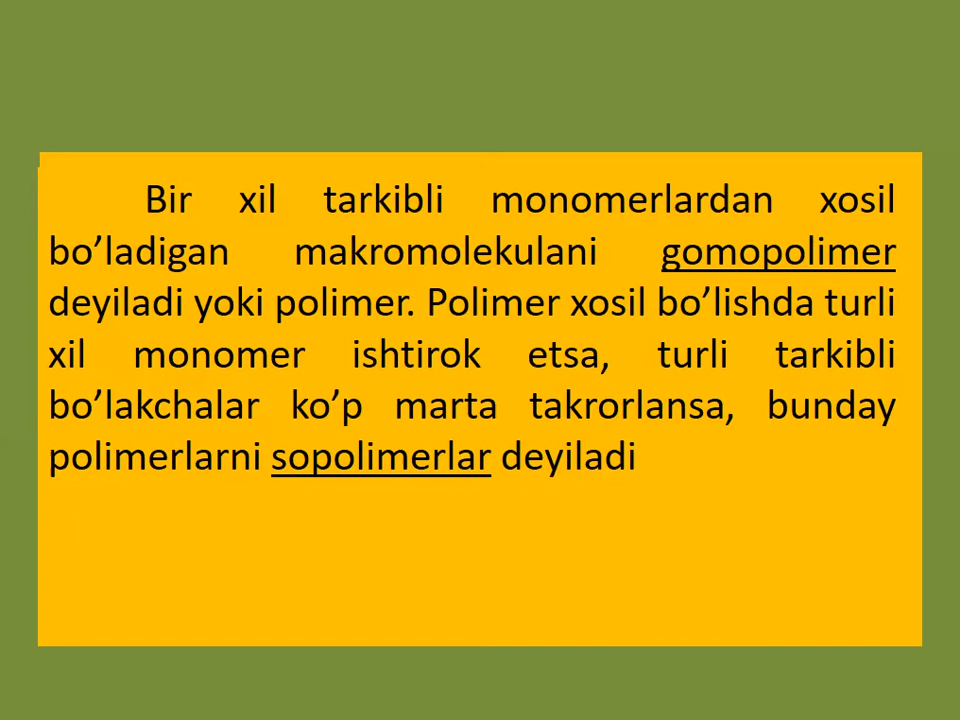 Bir xil tarkibli monomerlardan xosil
bo’ladigan makromolekulani gomopolimer
deyiladi yoki polimer. Polimer xosil bo’lishda turli
xil monomer ishtirok etsa, turli tarkibli
bo’lakchalar ko’p marta takrorlansa, bunday
polimerlarni sopolimerlar deyiladi